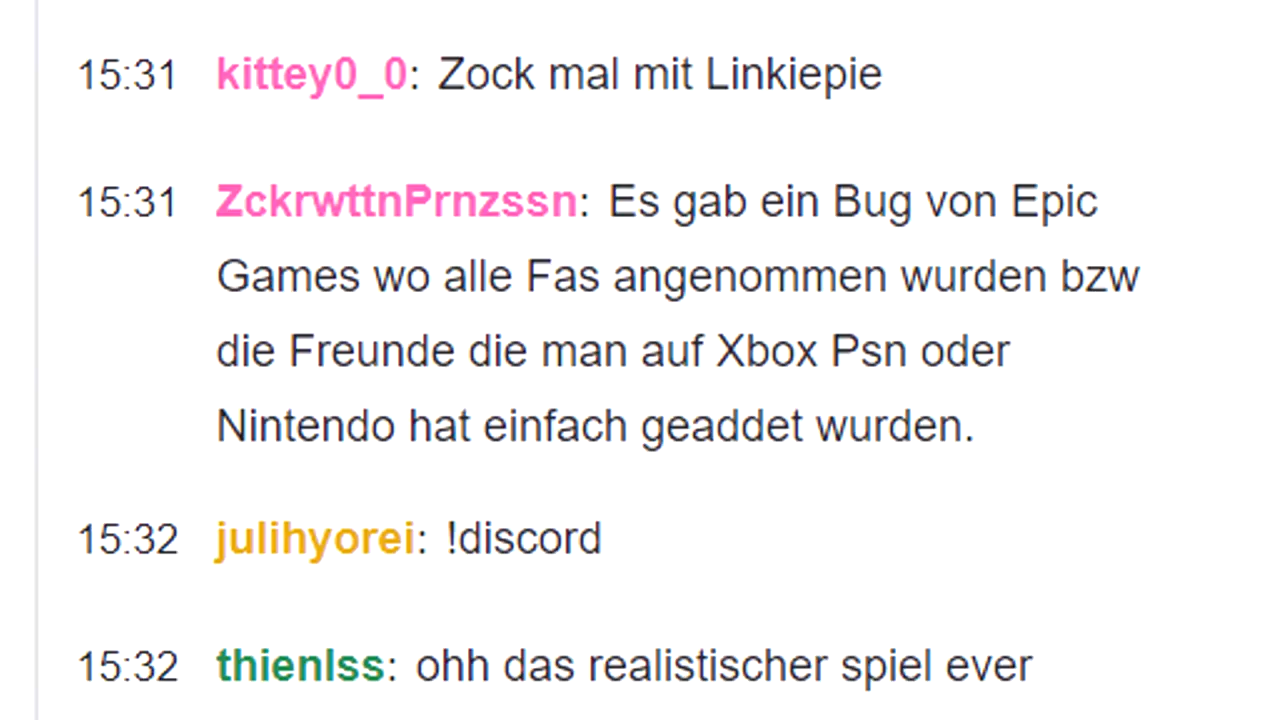 15:31 kittey0_0: Zock mal mit Linkiepie
15:31 ZckrwttnPrnzssn: Es gab ein Bug von Epic
Games wo alle Fas angenommen wurden bzw
die Freunde die man auf Xbox Psn oder
Nintendo hat einfach geaddet wurden.
15:32 julihyorei: !discord
15:32 thienlss: ohh das realistischer spiel ever